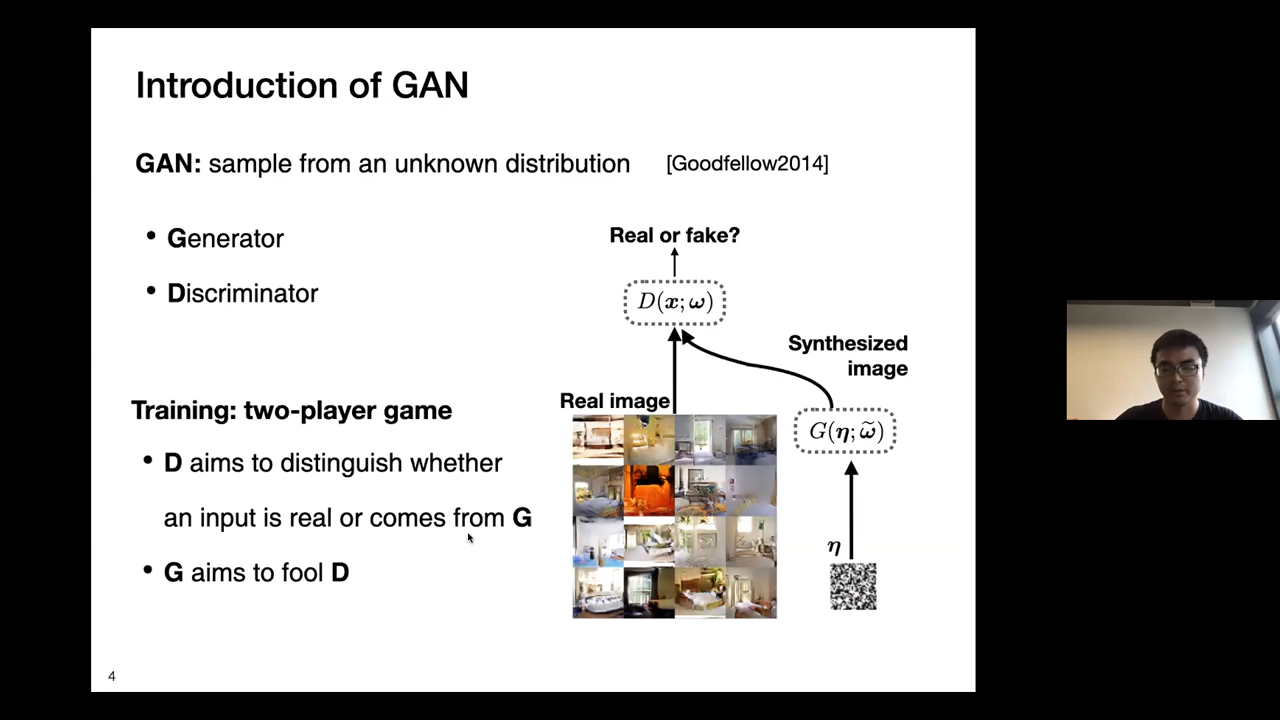 Introduction of GAN
GAN: sample from an unknown distribution [Goodfellow2014]
• Generator
• Discriminator
Training: two-player game
• D aims to distinguish whether
an input is real or comes from G
• G aims to fool D
Real or fake?
D(x; ω)
Synthesized
image
Real image
G(η; ω̃)
η
4